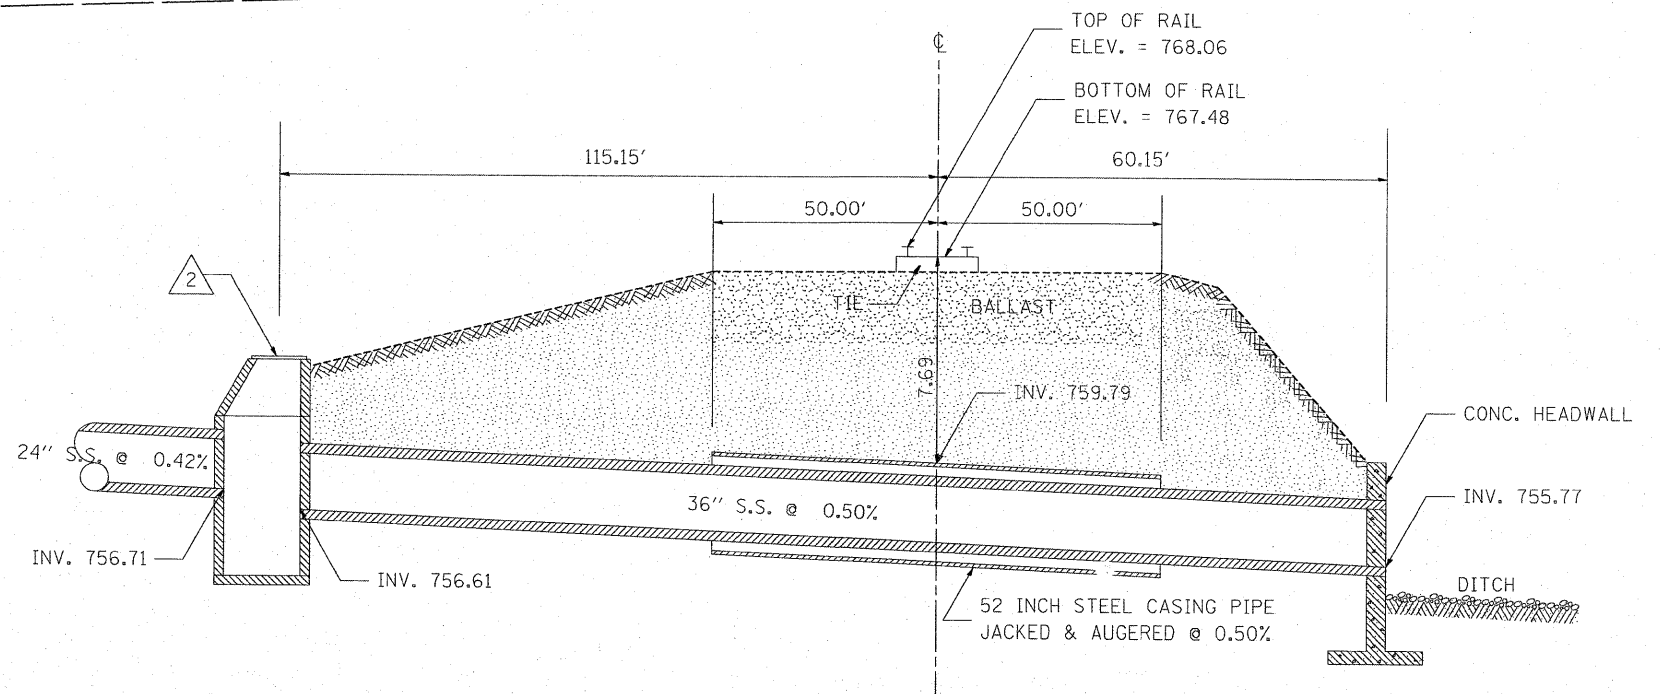 TOP OF RAIL
ELEV. = 768.06
℄
BOTTOM OF RAIL
ELEV. = 767.48
115.15'
60.15'
50.00'
50.00'
2
TIE
BALLAST
7.69
INV. 759.79
CONC. HEADWALL
24" S.S. @ 0.42%
36" S.S. @ 0.50%
INV. 755.77
INV. 756.71
INV. 756.61
DITCH
52 INCH STEEL CASING PIPE
JACKED & AUGERED @ 0.50%